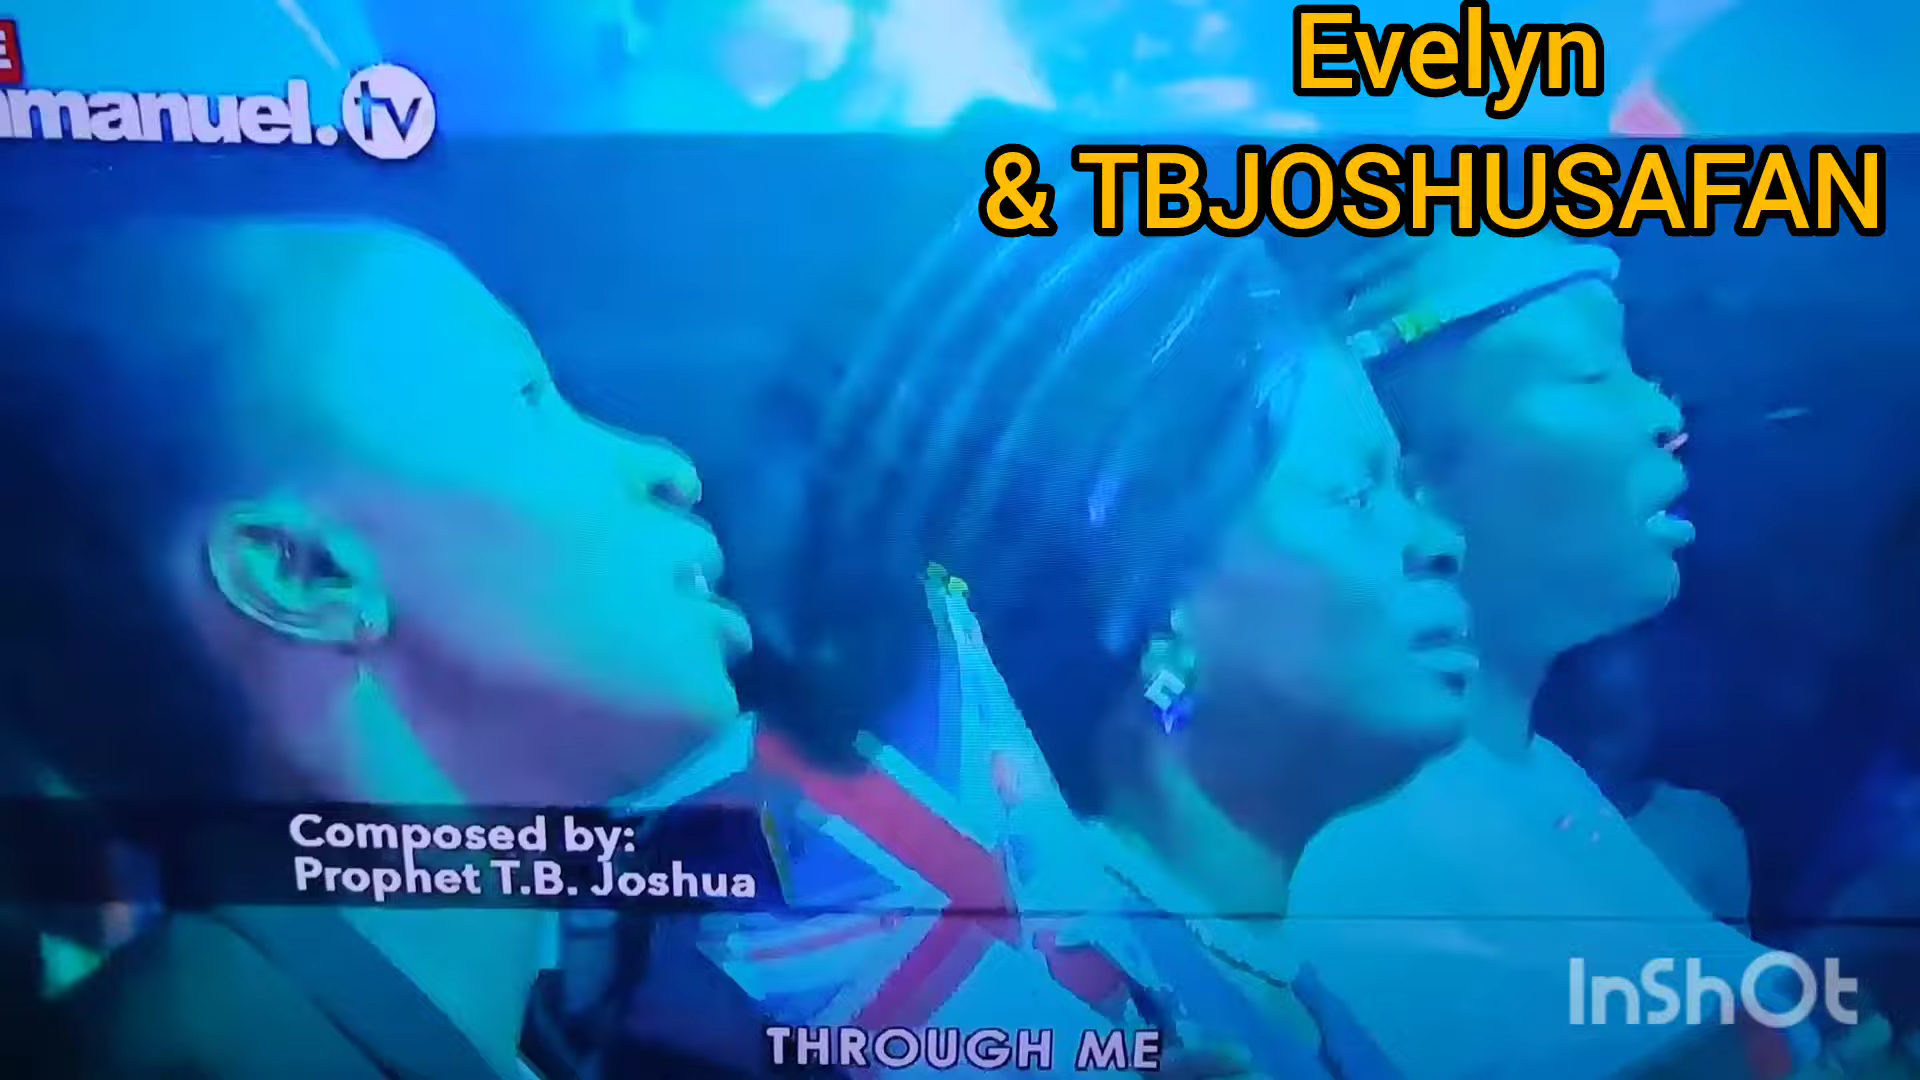 Evelyn
& TBJOSHUSAFAN
E
manuel.tv
Composed by:
Prophet T.B. Joshua
THROUGH ME
InShOt